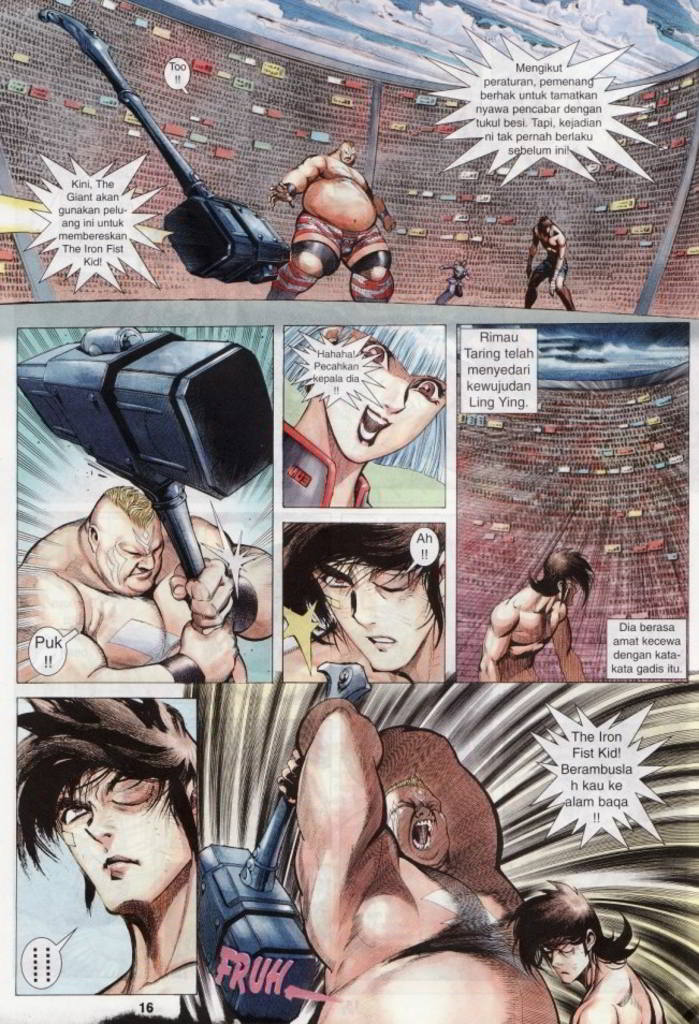 Too
!!
Mengikut
peraturan, pemenang
berhak untuk tamatkan
nyawa pencabar dengan
tukul besi. Tapi, kejadian
ni tak pernah berlaku
sebelum ini!
Kini, The
Giant akan
gunakan pelu-
ang ini untuk
membereskan
The Iron Fist
Kid!
Puk
!!
Hahaha!
Pecahkan
kepala dia
!!
Rimau
Taring telah
menyedari
kewujudan
Ling Ying.
Ah
!!
Dia berasa
amat kecewa
dengan kata-
kata gadis itu.
The Iron
Fist Kid!
Berambusla
h kau ke
alam baqa
!!
FRUH
16